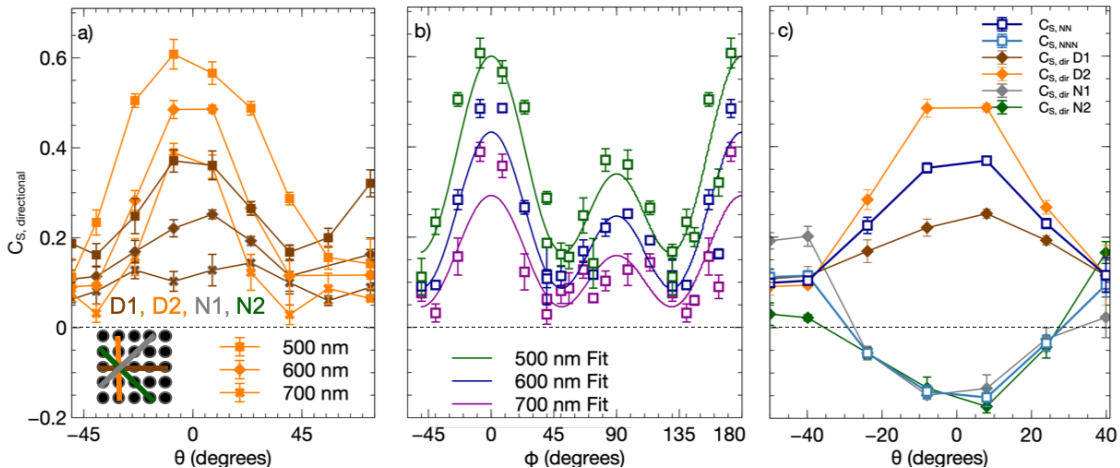 a)
C_S, directional
0.6
0.4
0.2
0
−0.2
D1, D2, N1, N2
500 nm
600 nm
700 nm
−45 0 45
θ (degrees)
b)
500 nm Fit
600 nm Fit
700 nm Fit
−45 0 45 90 135 180
Φ (degrees)
c)
C_S, NN
C_S, NNN
C_S, dir D1
C_S, dir D2
C_S, dir N1
C_S, dir N2
−40 −20 0 20 40
θ (degrees)